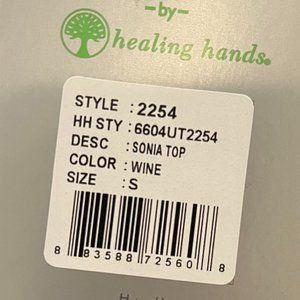 -by-
healing hands®
STYLE : 2254
HH STY : 6604UT2254
DESC : SONIA TOP
COLOR : WINE
SIZE : S
8 83588 72560 8